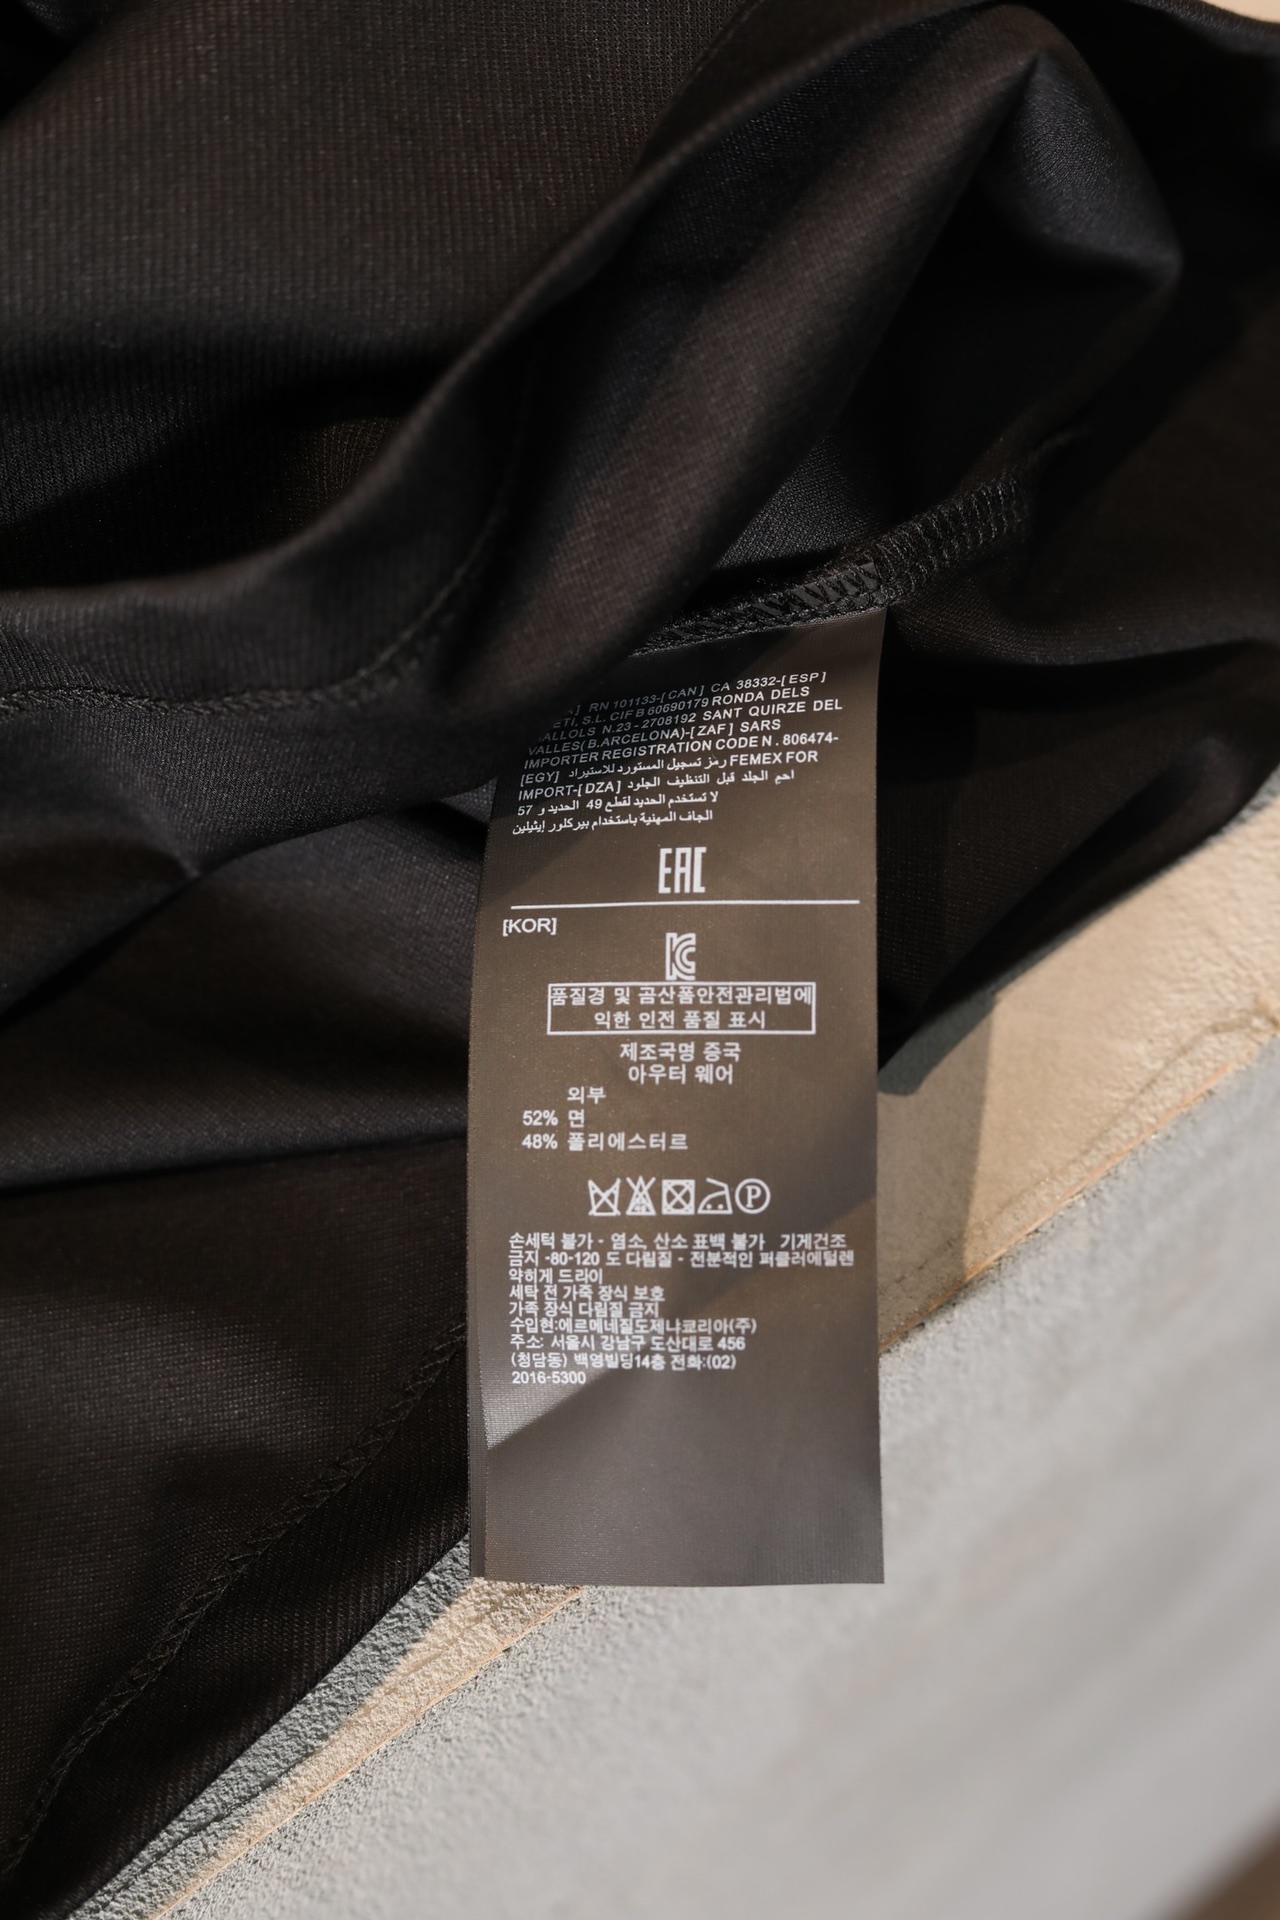 ] RN 101133-[ CAN ] CA 38332-[ ESP ]
ETI, S.L. CIF B 60690179 RONDA DELS
ALLOLS N.23 - 2708192 SANT QUIRZE DEL
VALLES( B.ARCELONA)-[ ZAF ] SARS
IMPORTER REGISTRATION CODE N . 806474-
[EGY] رمز تسجيل المستورد للاستيراد FEMEX FOR
IMPORT-[ DZA ] احم الجلد قبل التنظيف الجلود
لا تستخدم الحديد لقطع 49 الحديد و 57
الجاف المهنية باستخدام بيركلور إيثيلين
EAC
[KOR]
KC
품질경 및 곰산폼안전관리법에
익한 인전 품질 표시
제조국명 중국
아우터 웨어
외부
52% 면
48% 폴리에스터르
P
손세턱 불가 - 염소, 산소 표백 불가 기게건조
금지 -80-120 도 다림질 - 전분적인 퍼클러에털렌
약히게 드라이
세탁 전 가죽 장식 보호
가족 장식 다림질 금지
수입현:에르메네질도제냐코리아(주)
주소: 서울시 강남구 도산대로 456
(청담동) 백영빌딩14층 전화:(02)
2016-5300